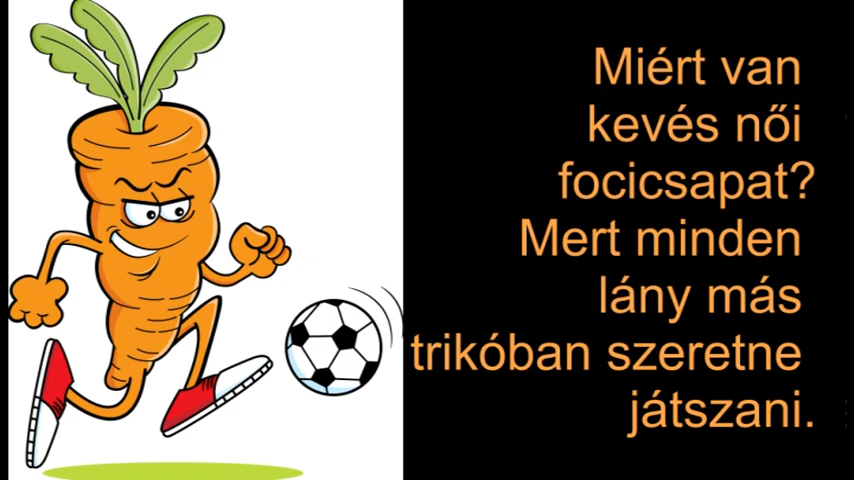 Miért van
kevés női
focicsapat?
Mert minden
lány más
trikóban szeretne
játszani.